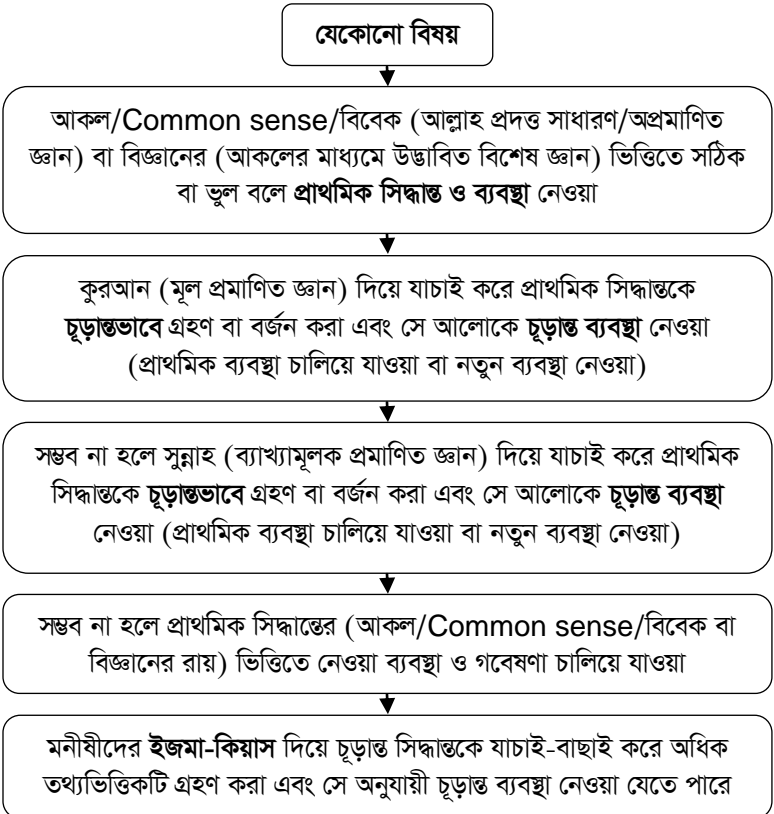 যেকোনো বিষয়
আকল/Common sense/বিবেক (আল্লাহ প্রদত্ত সাধারণ/অপ্রমাণিত
জ্ঞান) বা বিজ্ঞানের (আকলের মাধ্যমে উদ্ভাবিত বিশেষ জ্ঞান) ভিত্তিতে সঠিক
বা ভুল বলে প্রাথমিক সিদ্ধান্ত ও ব্যবস্থা নেওয়া
কুরআন (মূল প্রমাণিত জ্ঞান) দিয়ে যাচাই করে প্রাথমিক সিদ্ধান্তকে
চূড়ান্তভাবে গ্রহণ বা বর্জন করা এবং সে আলোকে চূড়ান্ত ব্যবস্থা নেওয়া
(প্রাথমিক ব্যবস্থা চালিয়ে যাওয়া বা নতুন ব্যবস্থা নেওয়া)
সম্ভব না হলে সুন্নাহ (ব্যাখ্যামূলক প্রমাণিত জ্ঞান) দিয়ে যাচাই করে প্রাথমিক
সিদ্ধান্তকে চূড়ান্তভাবে গ্রহণ বা বর্জন করা এবং সে আলোকে চূড়ান্ত ব্যবস্থা
নেওয়া (প্রাথমিক ব্যবস্থা চালিয়ে যাওয়া বা নতুন ব্যবস্থা নেওয়া)
সম্ভব না হলে প্রাথমিক সিদ্ধান্তের (আকল/Common sense/বিবেক বা
বিজ্ঞানের রায়) ভিত্তিতে নেওয়া ব্যবস্থা ও গবেষণা চালিয়ে যাওয়া
মনীষীদের ইজমা-কিয়াস দিয়ে চূড়ান্ত সিদ্ধান্তকে যাচাই-বাছাই করে অধিক
তথ্যভিত্তিকটি গ্রহণ করা এবং সে অনুযায়ী চূড়ান্ত ব্যবস্থা নেওয়া যেতে পারে